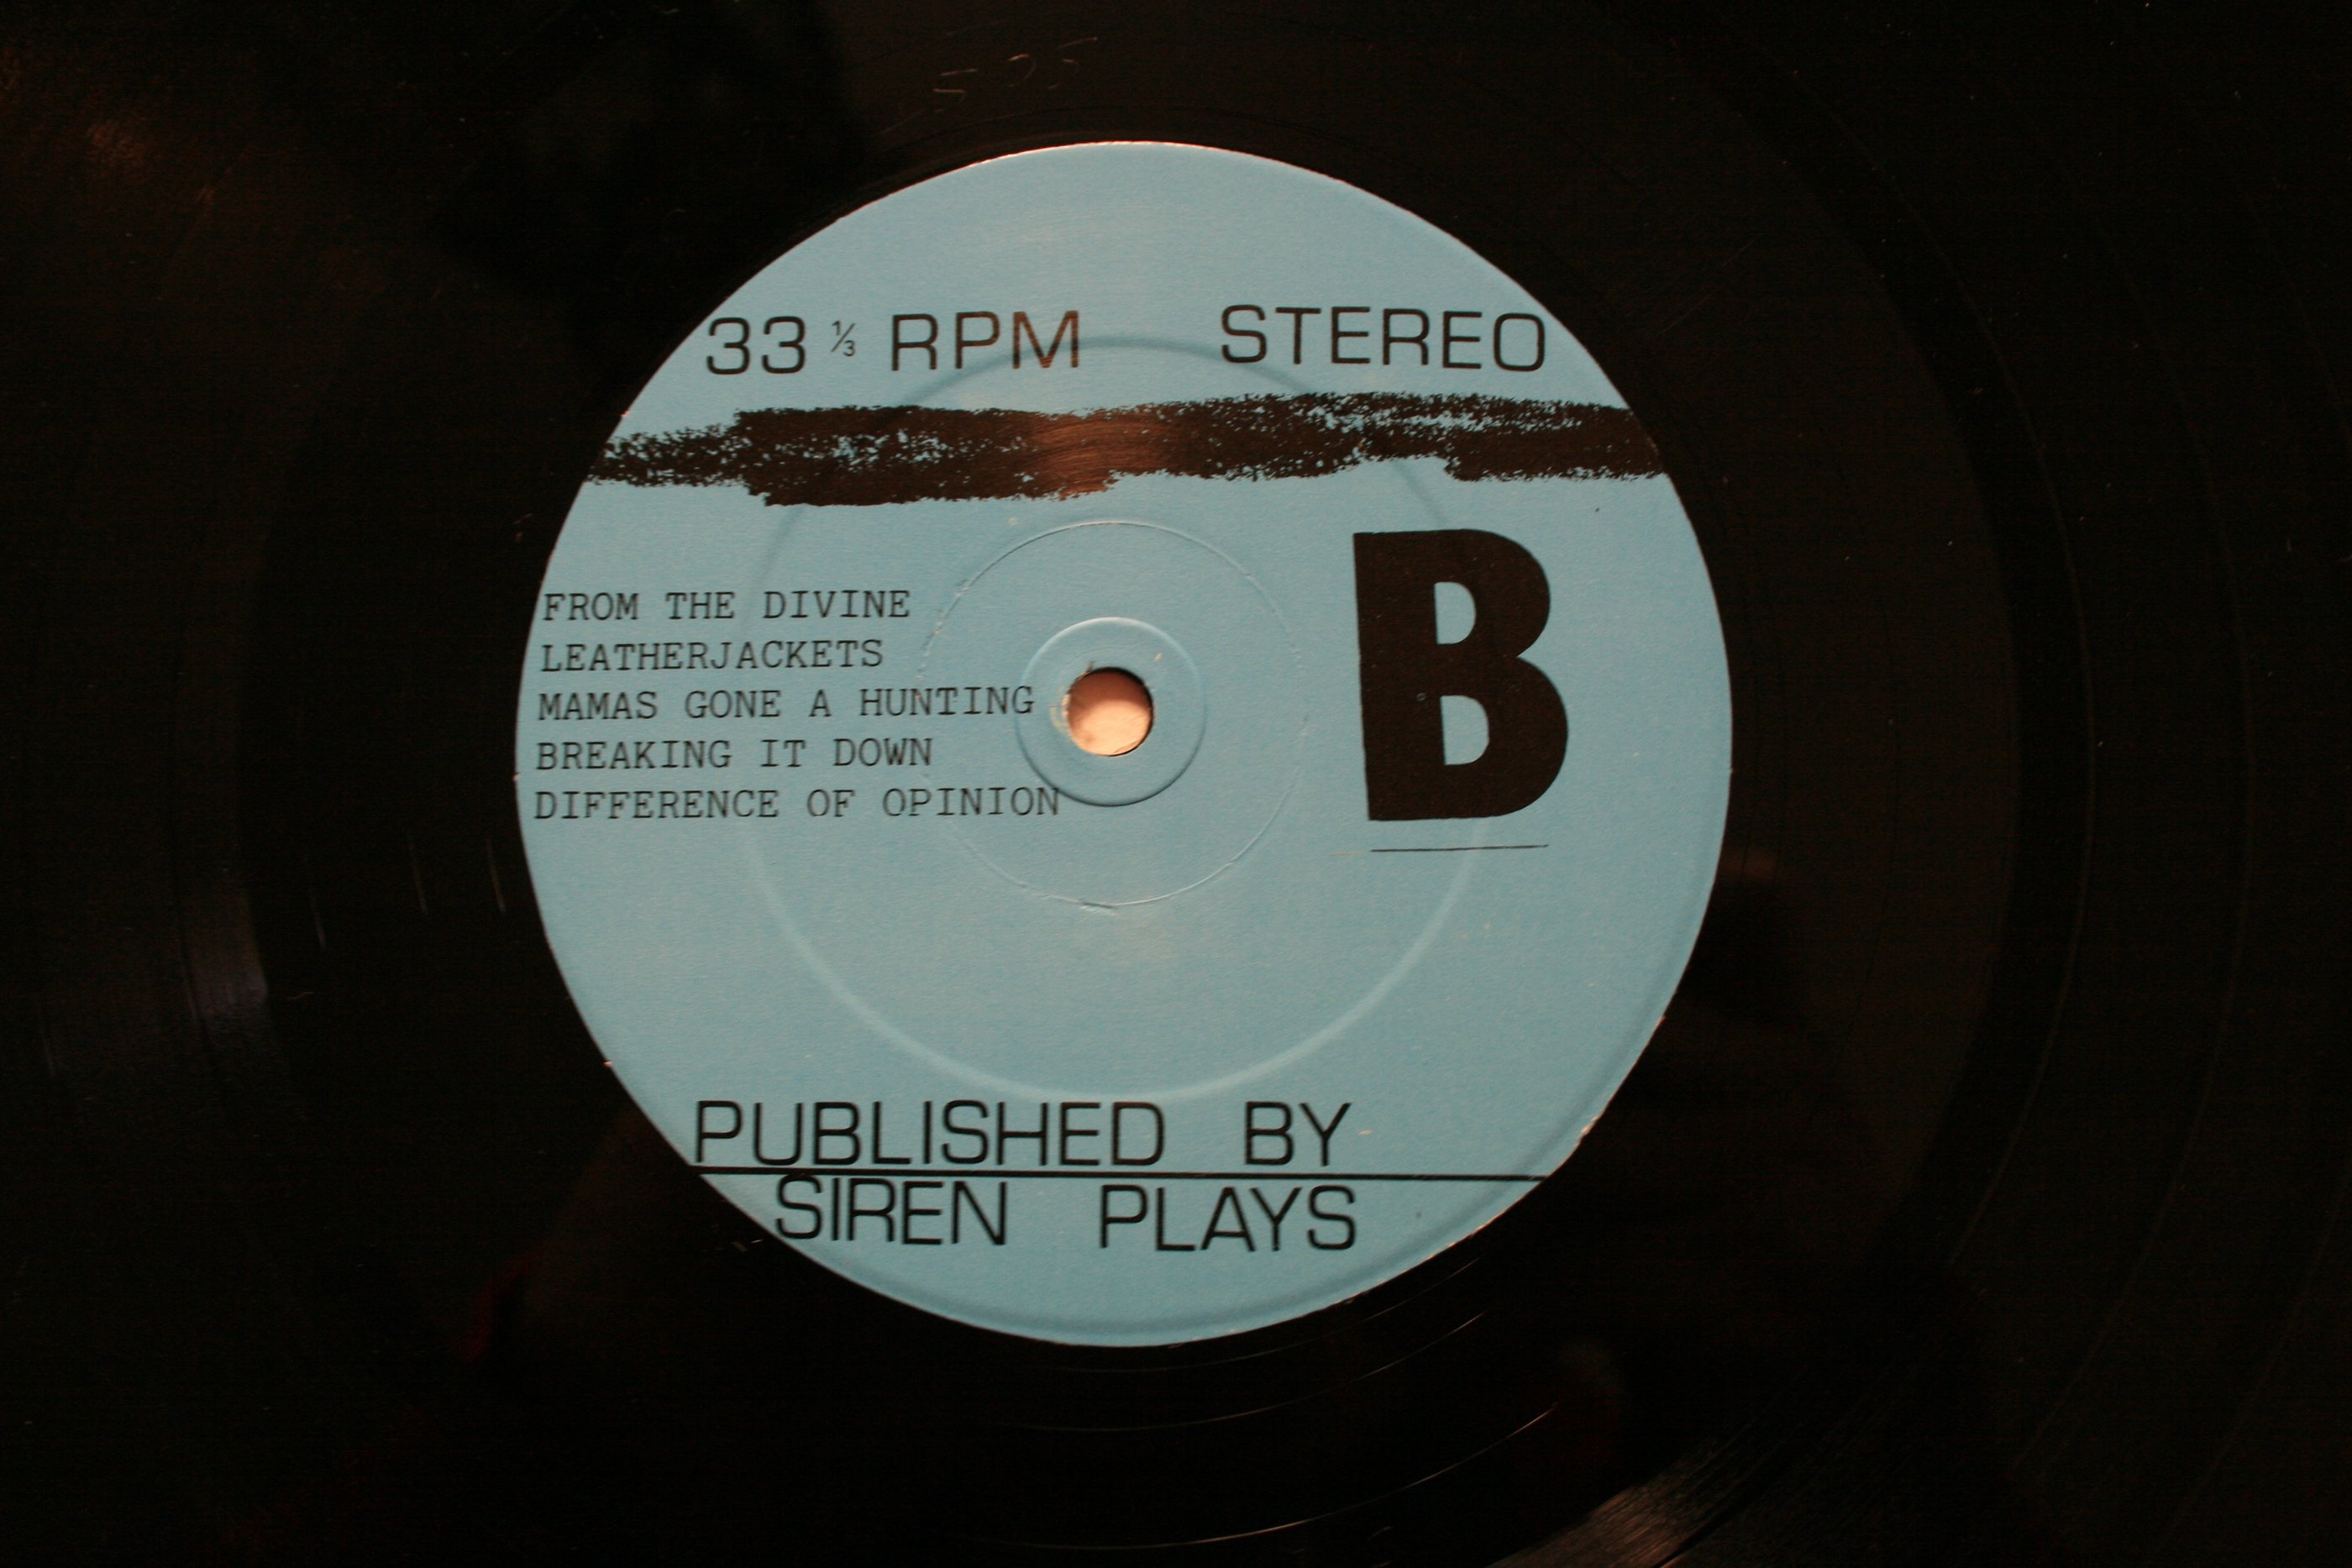 33 ⅓ RPM STEREO
B
FROM THE DIVINE
LEATHERJACKETS
MAMAS GONE A HUNTING
BREAKING IT DOWN
DIFFERENCE OF OPINION
PUBLISHED BY
SIREN PLAYS